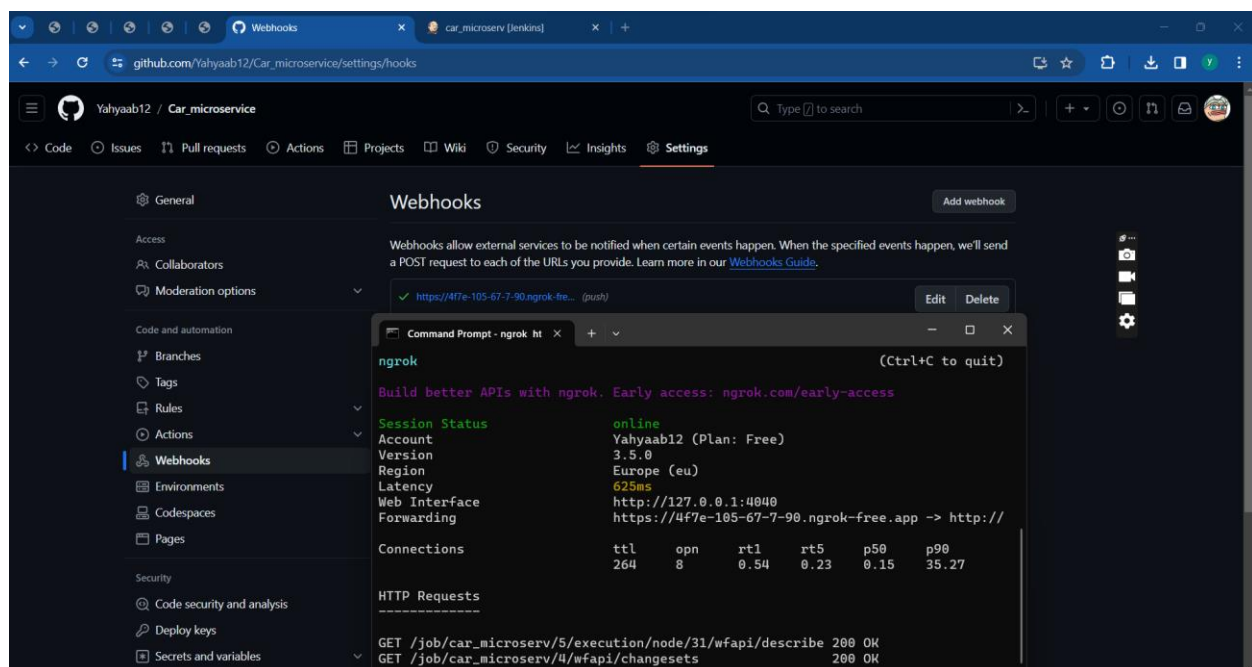 Webhooks
car_microserv [Jenkins]
github.com/Yahyaab12/Car_microservice/settings/hooks
y
Yahyaab12 / Car_microservice
Type / to search
Code Issues Pull requests Actions Projects Wiki Security Insights Settings
General
Access
Collaborators
Moderation options
Code and automation
Branches
Tags
Rules
Actions
Webhooks
Environments
Codespaces
Pages
Security
Code security and analysis
Deploy keys
Secrets and variables
Webhooks
Add webhook
Webhooks allow external services to be notified when certain events happen. When the specified events happen, we'll send
a POST request to each of the URLs you provide. Learn more in our Webhooks Guide.
https://4f7e-105-67-7-90.ngrok-fre... (push)
Edit Delete
Command Prompt - ngrok ht
ngrok (Ctrl+C to quit)
Build better APIs with ngrok. Early access: ngrok.com/early-access
Session Status online
Account Yahyaab12 (Plan: Free)
Version 3.5.0
Region Europe (eu)
Latency 625ms
Web Interface http://127.0.0.1:4040
Forwarding https://4f7e-105-67-7-90.ngrok-free.app -> http://
Connections ttl opn rt1 rt5 p50 p90
264 8 0.54 0.23 0.15 35.27
HTTP Requests
-------------
GET /job/car_microserv/5/execution/node/31/wfapi/describe 200 OK
GET /job/car_microserv/4/wfapi/changesets 200 OK